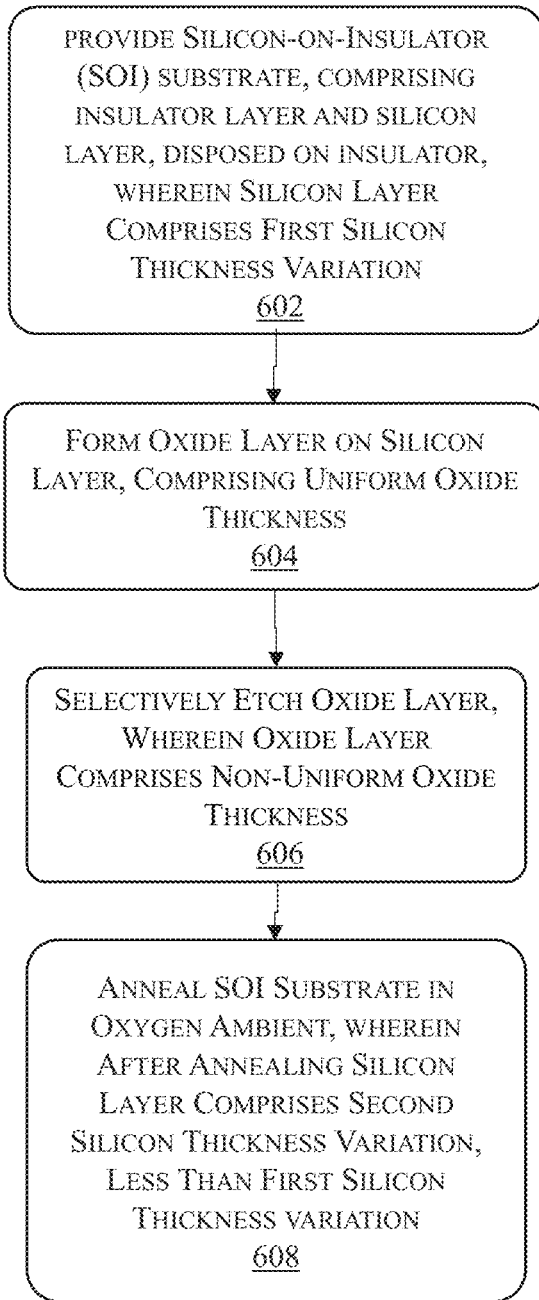 PROVIDE SILICON-ON-INSULATOR
(SOI) SUBSTRATE, COMPRISING
INSULATOR LAYER AND SILICON
LAYER, DISPOSED ON INSULATOR,
WHEREIN SILICON LAYER
COMPRISES FIRST SILICON
THICKNESS VARIATION
602
FORM OXIDE LAYER ON SILICON
LAYER, COMPRISING UNIFORM OXIDE
THICKNESS
604
SELECTIVELY ETCH OXIDE LAYER,
WHEREIN OXIDE LAYER
COMPRISES NON-UNIFORM OXIDE
THICKNESS
606
ANNEAL SOI SUBSTRATE IN
OXYGEN AMBIENT, WHEREIN
AFTER ANNEALING SILICON
LAYER COMPRISES SECOND
SILICON THICKNESS VARIATION,
LESS THAN FIRST SILICON
THICKNESS VARIATION
608